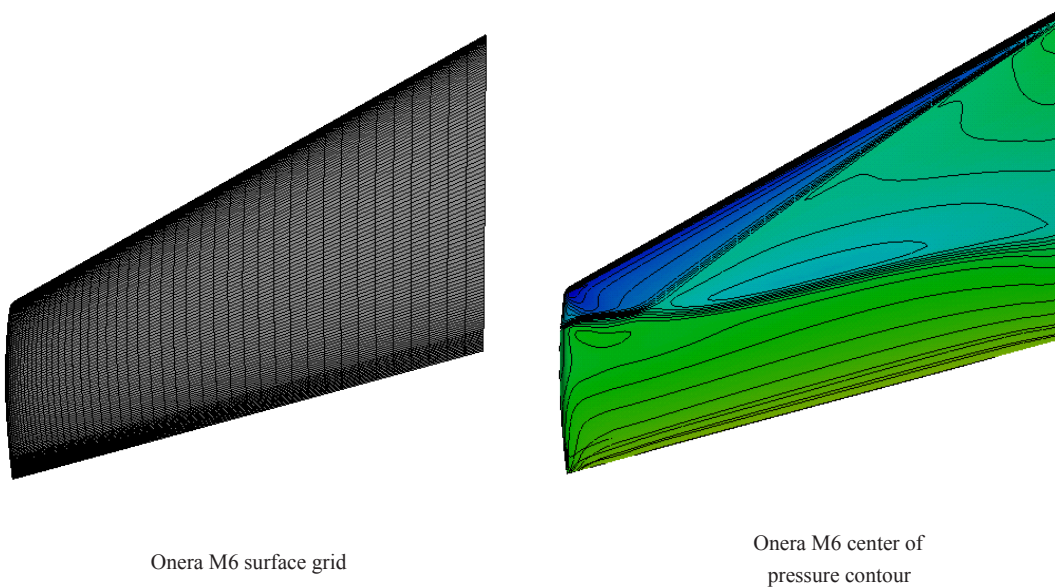 Onera M6 surface grid
Onera M6 center of
pressure contour